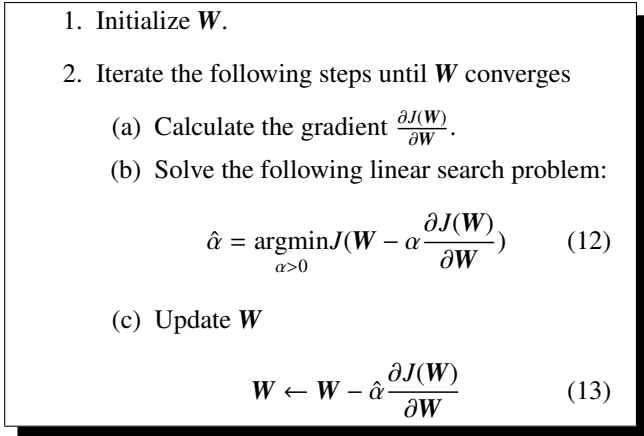 1. Initialize W.
2. Iterate the following steps until W converges
(a) Calculate the gradient ∂J(W)/∂W.
(b) Solve the following linear search problem:
α̂ = argmin_{α>0} J(W − α ∂J(W)/∂W) (12)
(c) Update W
W ← W − α̂ ∂J(W)/∂W (13)